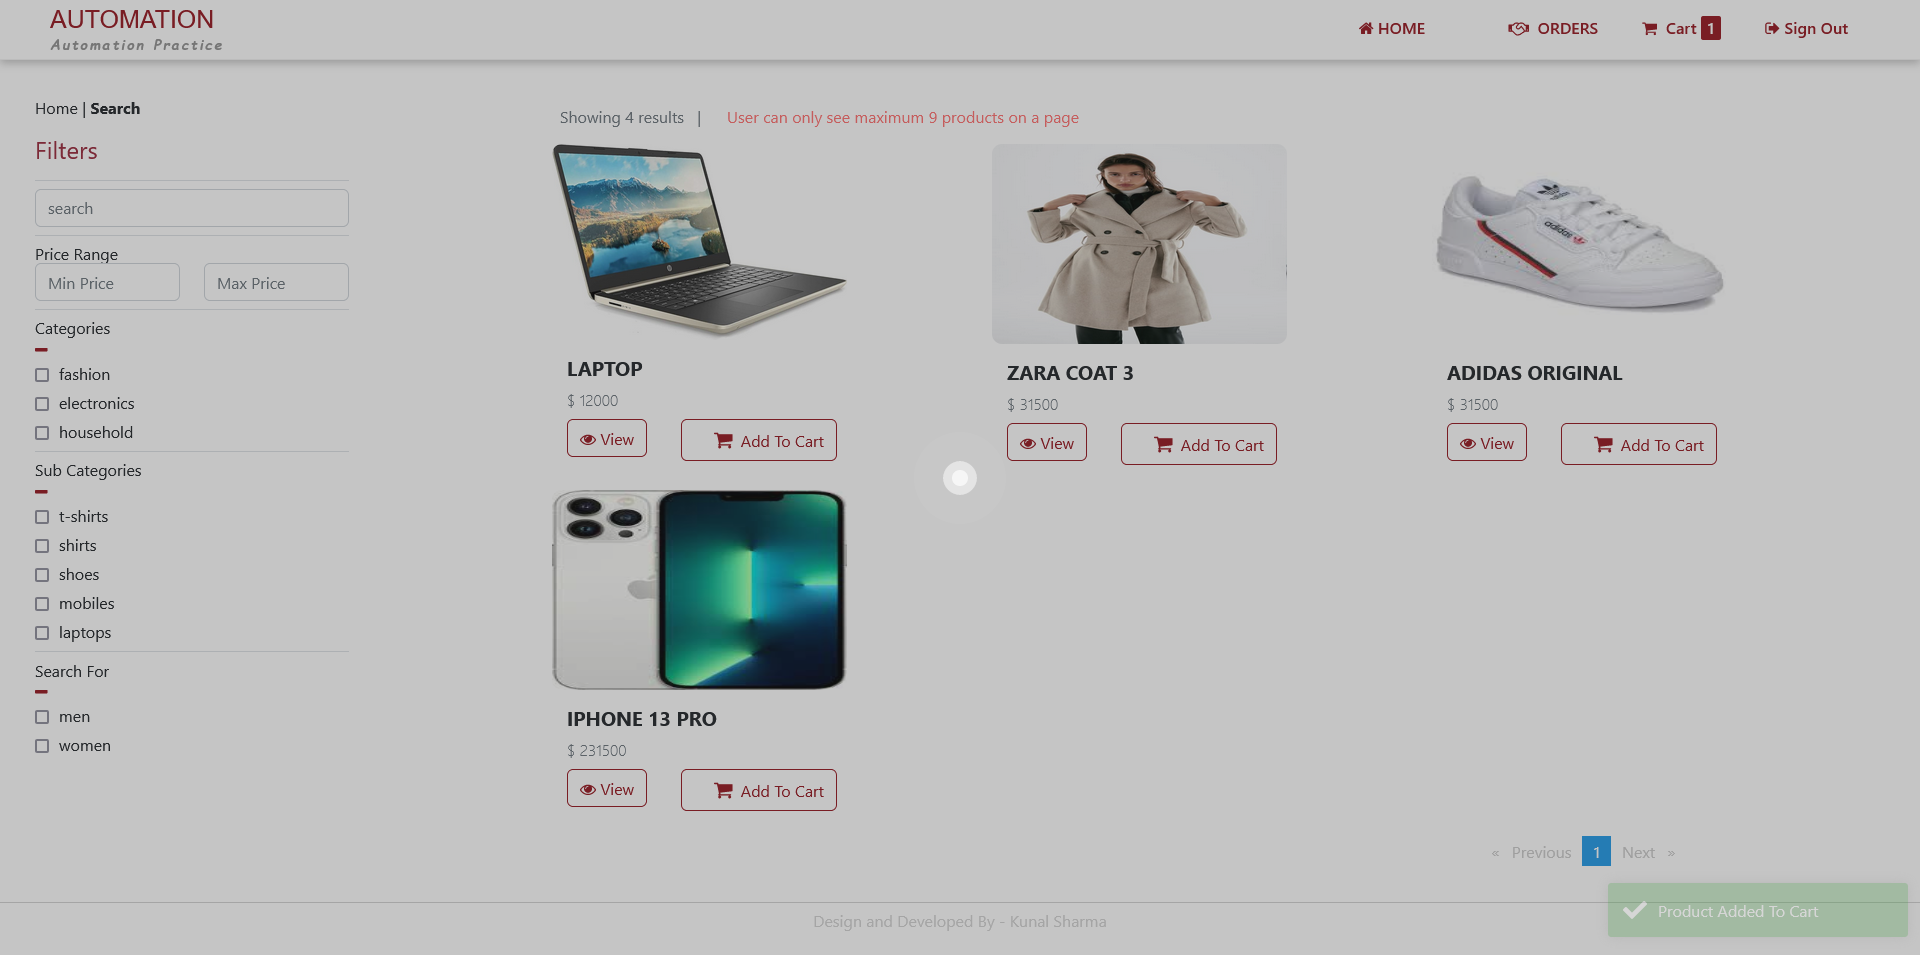 AUTOMATION
Automation Practice
HOME
ORDERS
Cart 1
Sign Out
Home | Search
Filters
search
Price Range
Min Price
Max Price
Categories
fashion
electronics
household
Sub Categories
t-shirts
shirts
shoes
mobiles
laptops
Search For
men
women
Showing 4 results |
User can only see maximum 9 products on a page
LAPTOP
$ 12000
View
Add To Cart
ZARA COAT 3
$ 31500
View
Add To Cart
adidas
ADIDAS ORIGINAL
$ 31500
View
Add To Cart
IPHONE 13 PRO
$ 231500
View
Add To Cart
« Previous 1 Next »
Product Added To Cart
Design and Developed By - Kunal Sharma